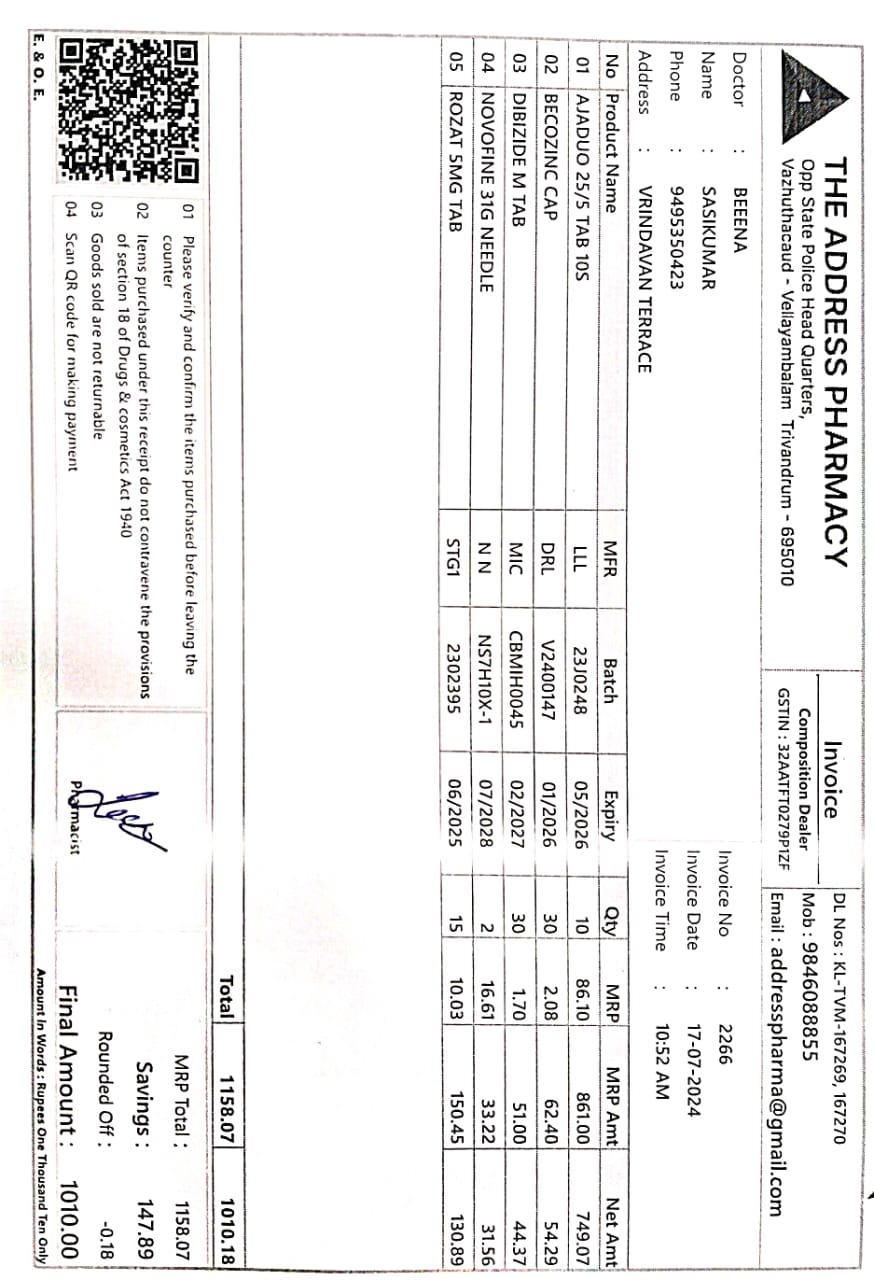 THE ADDRESS PHARMACY
Opp State Police Head Quarters,
Vazhuthacaud - Vellayambalam Trivandrum - 695010
Invoice
Composition Dealer
GSTIN : 32AATFT0279P1ZF
DL Nos : KL-TVM-167269, 167270
Mob : 9846088855
Email : addresspharma@gmail.com
Doctor : BEEENA
Name : SASIKUMAR
Phone : 9495350423
Address : VRINDAVAN TERRACE
Invoice No : 2266
Invoice Date : 17-07-2024
Invoice Time : 10:52 AM
No Product Name MFR Batch Expiry Qty MRP MRP Amt Net Amt
01 AJADUO 25/5 TAB 10S LLL 23J0248 05/2026 10 86.10 861.00 749.07
02 BECOZINC CAP DRL V2400147 01/2026 30 2.08 62.40 54.29
03 DIBIZIDE M TAB MIC CBMIH0045 02/2027 30 1.70 51.00 44.37
04 NOVOFINE 31G NEEDLE N N NS7H10X-1 07/2028 2 16.61 33.22 31.56
05 ROZAT 5MG TAB STG1 2302395 06/2025 15 10.03 150.45 130.89
Total 1158.07 1010.18
01 Please verify and confirm the items purchased before leaving the
counter
02 Items purchased under this receipt do not contravene the provisions
of section 18 of Drugs & cosmetics Act 1940
03 Goods sold are not returnable
04 Scan QR code for making payment
Pharmacist
MRP Total : 1158.07
Savings : 147.89
Rounded Off : -0.18
Final Amount : 1010.00
E. & O. E.
Amount in Words : Rupees One Thousand Ten Only